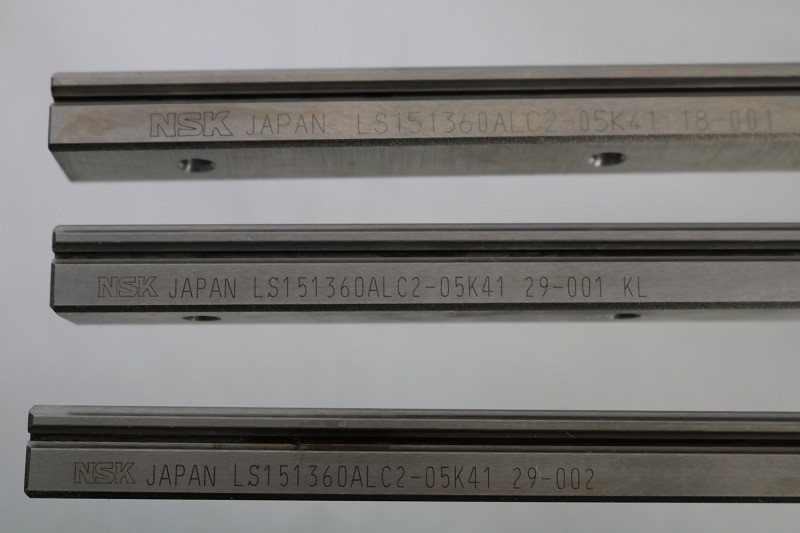 NSK JAPAN LS151360ALC2-05K41 18-001
NSK JAPAN LS151360ALC2-05K41 29-001 KL
NSK JAPAN LS151360ALC2-05K41 29-002